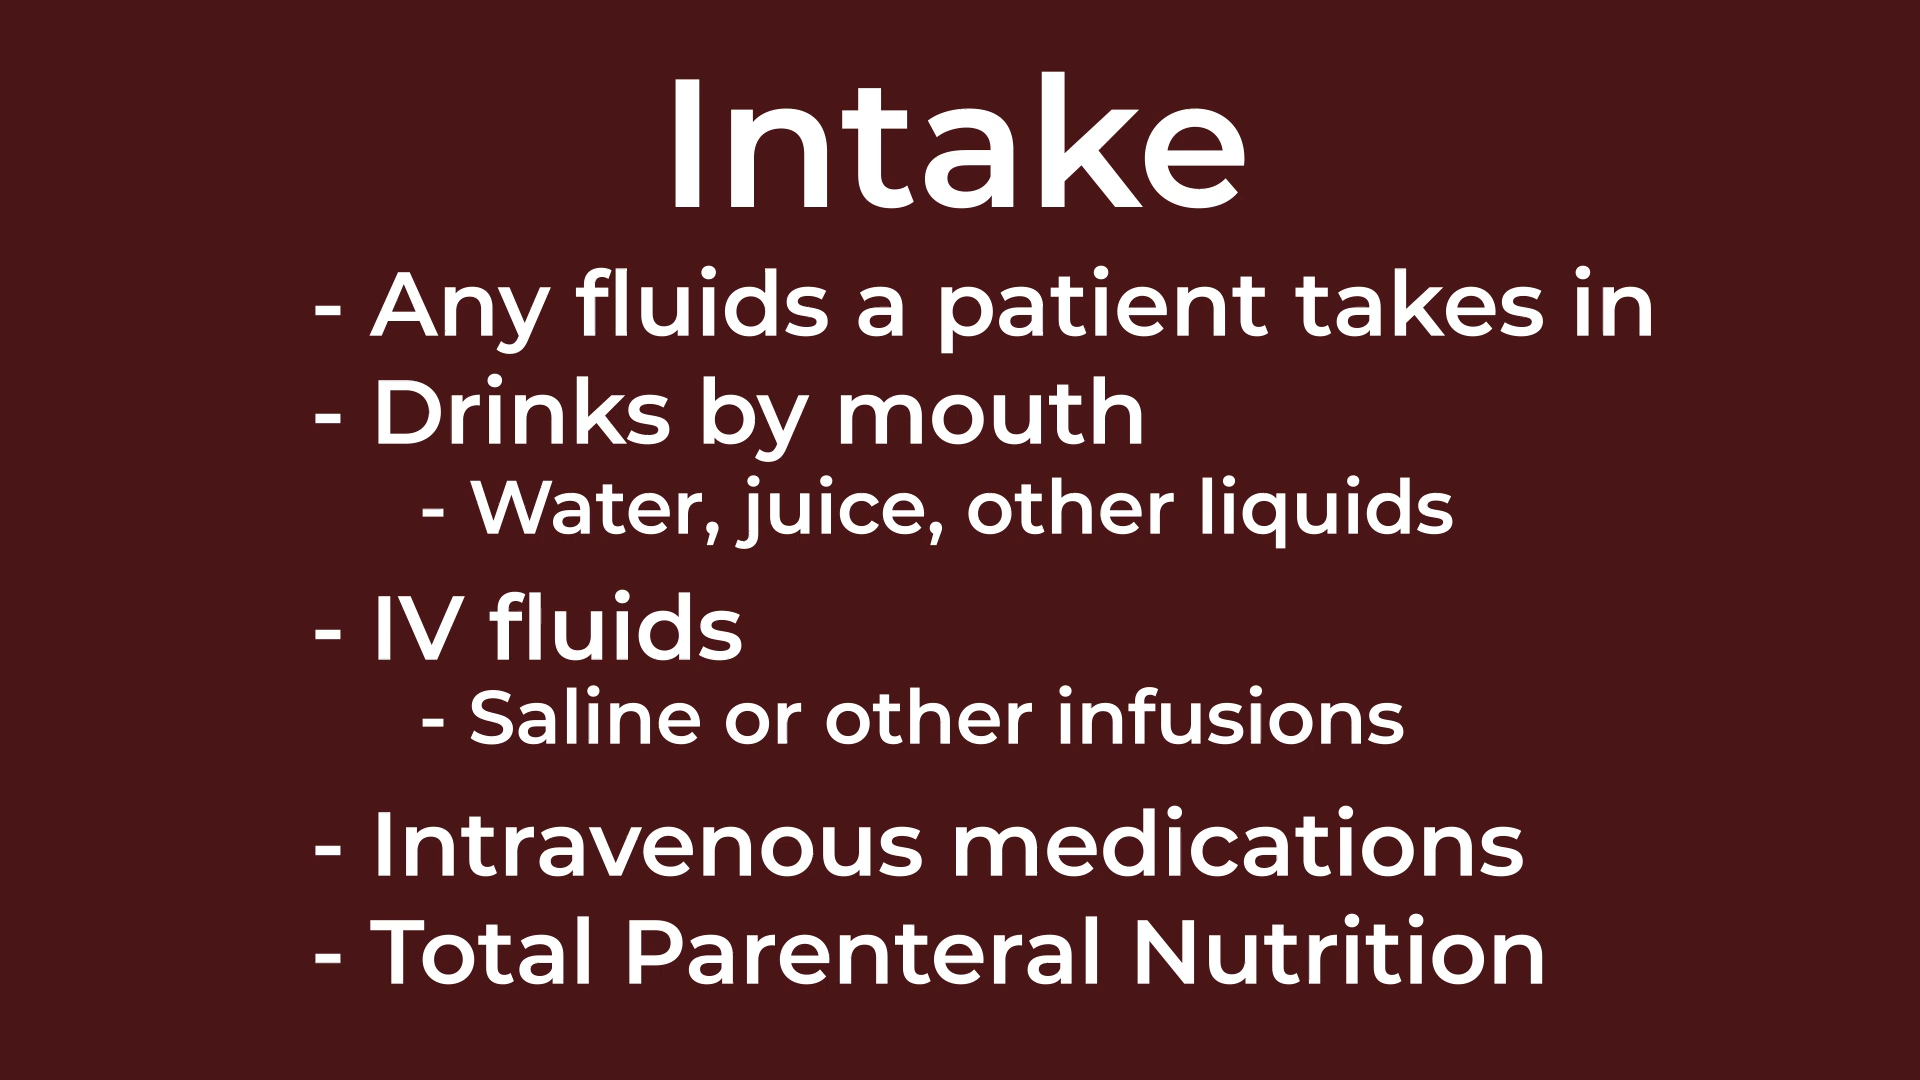 Intake
- Any fluids a patient takes in
- Drinks by mouth
- Water, juice, other liquids
- IV fluids
- Saline or other infusions
- Intravenous medications
- Total Parenteral Nutrition